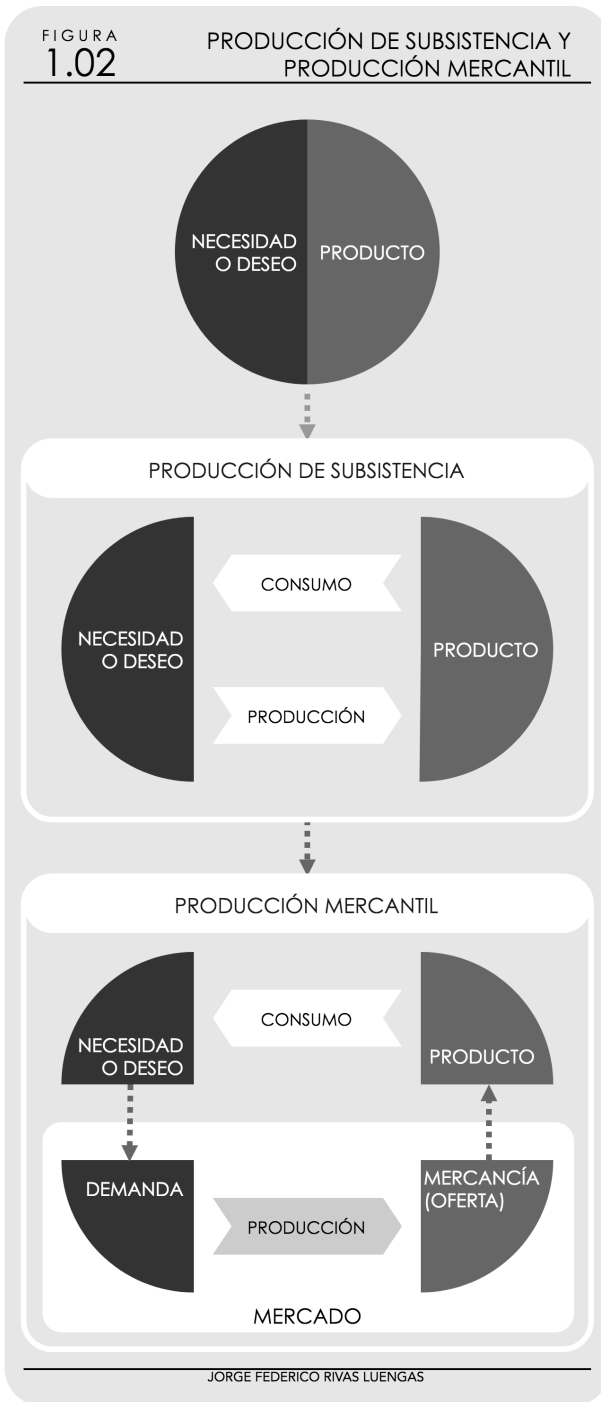 FIGURA
1.02
PRODUCCIÓN DE SUBSISTENCIA Y
PRODUCCIÓN MERCANTIL
NECESIDAD
O DESEO
PRODUCTO
PRODUCCIÓN DE SUBSISTENCIA
CONSUMO
NECESIDAD
O DESEO
PRODUCTO
PRODUCCIÓN
PRODUCCIÓN MERCANTIL
CONSUMO
NECESIDAD
O DESEO
PRODUCTO
DEMANDA
MERCANCÍA
(OFERTA)
PRODUCCIÓN
MERCADO
JORGE FEDERICO RIVAS LUENGAS